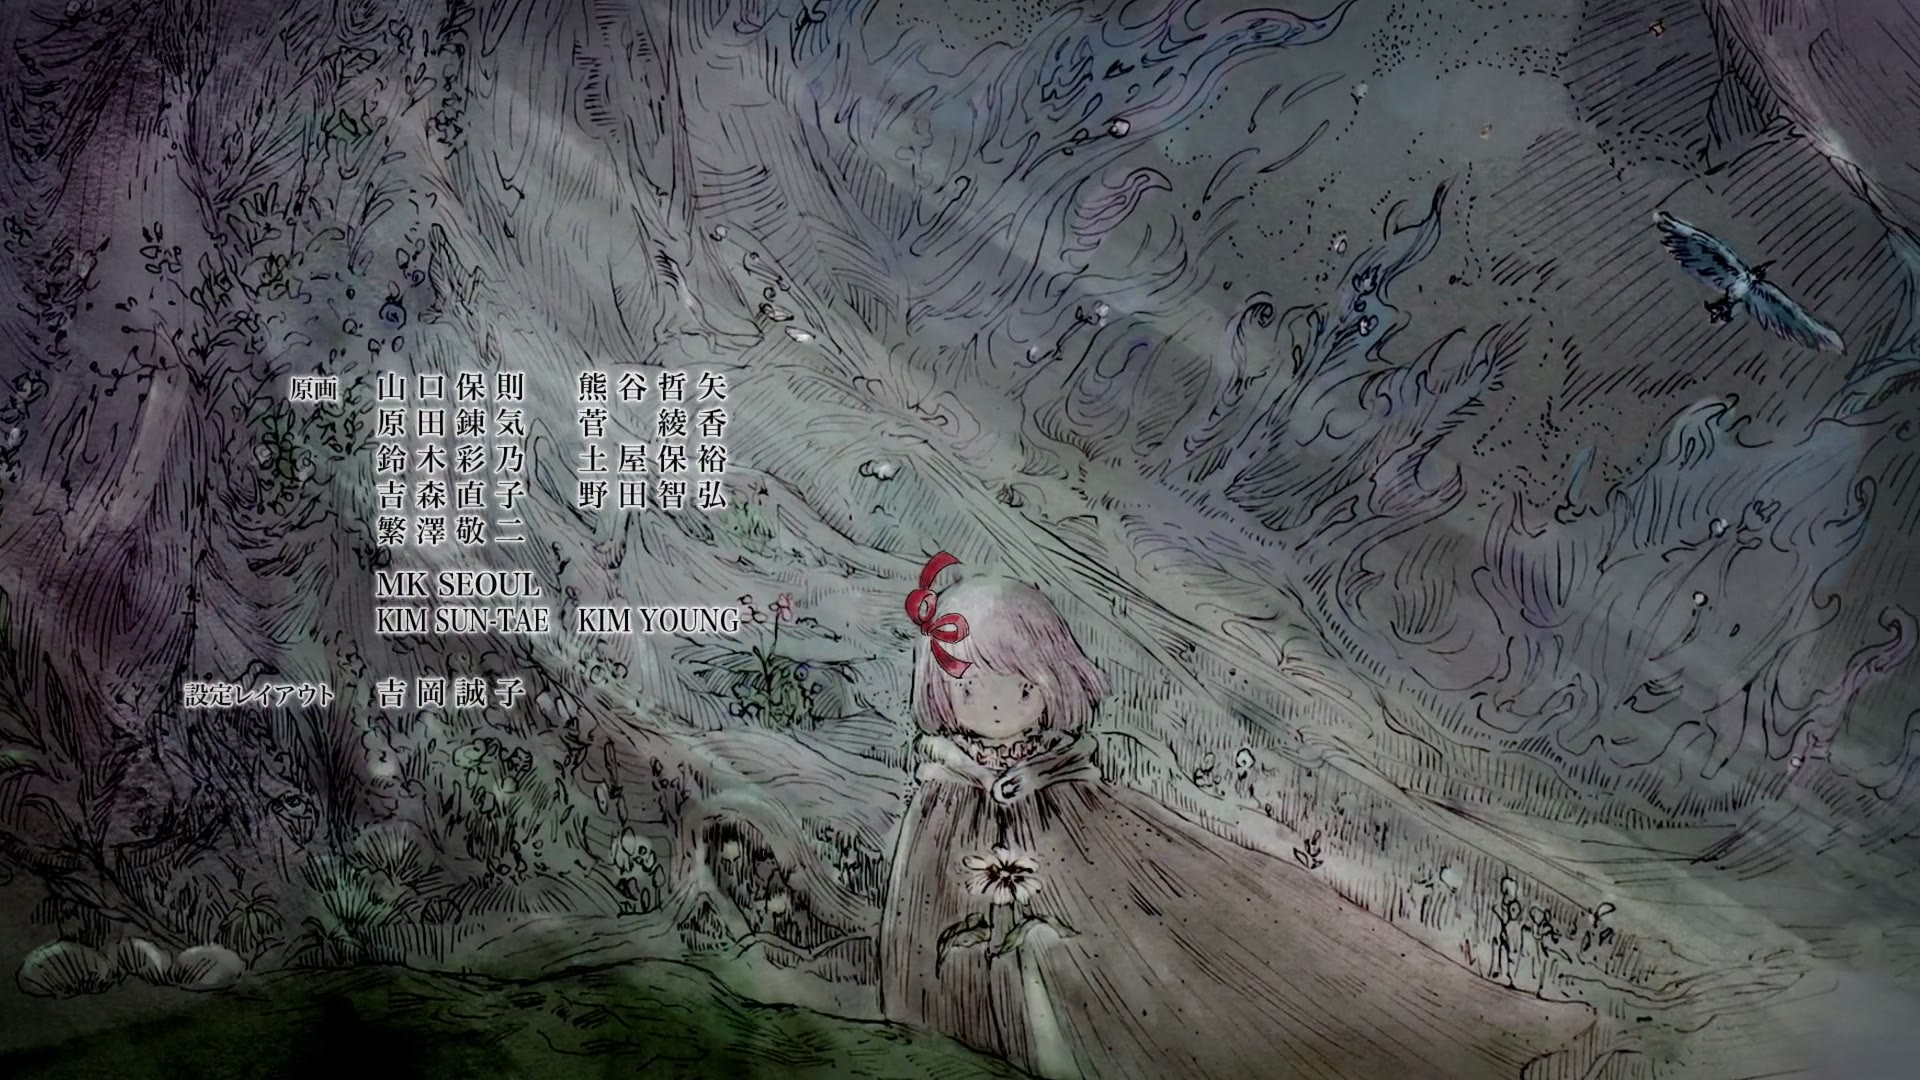 原画 山口保則 熊谷哲矢
原田錬気 菅 綾香
鈴木彩乃 土屋保裕
吉森直子 野田智弘
繁澤敬二
MK SEOUL
KIM SUN-TAE KIM YOUNG
設定レイアウト 吉岡誠子